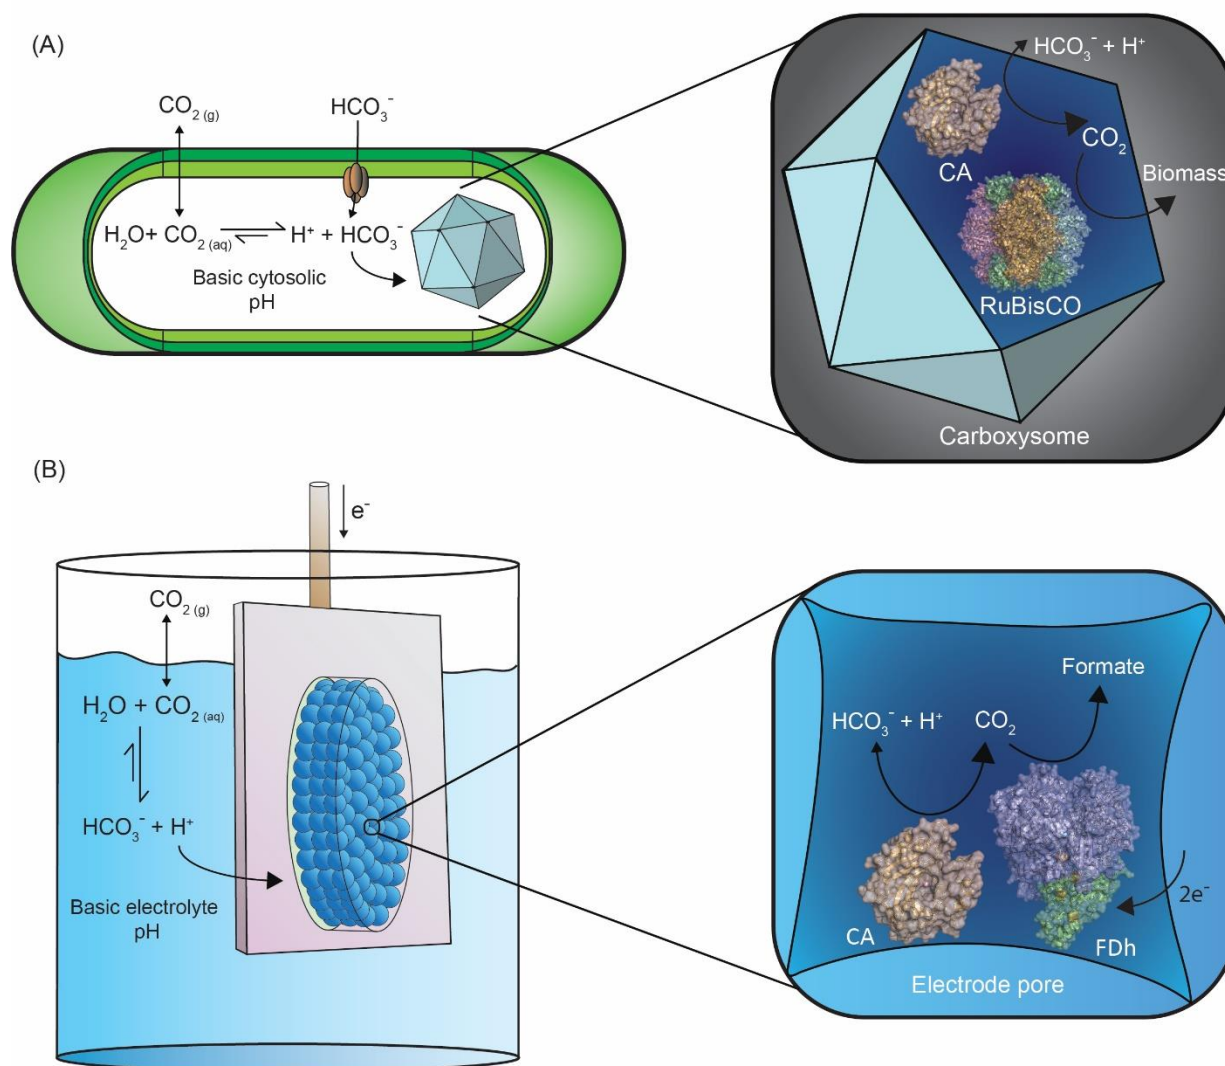 (A)
CO₂ (g)
HCO₃⁻
H₂O+ CO₂ (aq) ⇌ H⁺ + HCO₃⁻
Basic cytosolic
pH
HCO₃⁻ + H⁺
CA
CO₂
Biomass
RuBisCO
Carboxysome
(B)
e⁻
CO₂ (g)
H₂O + CO₂ (aq)
HCO₃⁻ + H⁺
Basic electrolyte
pH
Formate
HCO₃⁻ + H⁺
CO₂
CA
FDh
2e⁻
Electrode pore